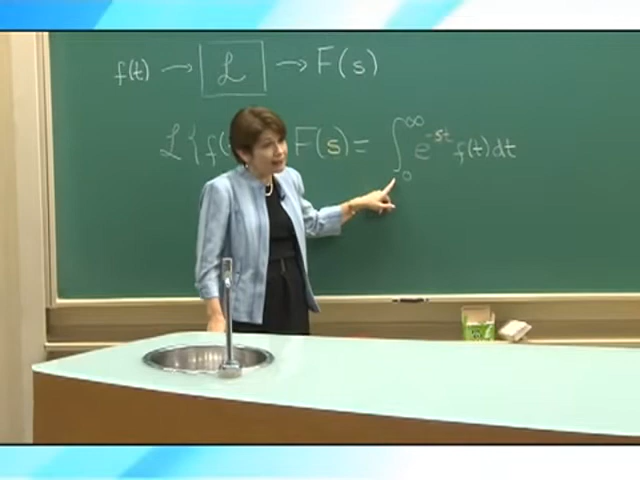 f(t) → ℒ → F(s)
ℒ{f( F(s) = ∫₀^∞ e^{-st} f(t) dt